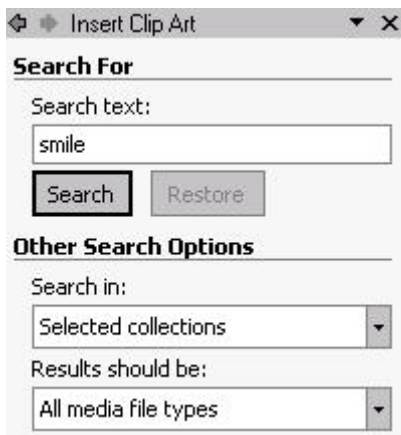 Insert Clip Art
Search For
Search text:
smile
Search Restore
Other Search Options
Search in:
Selected collections
Results should be:
All media file types